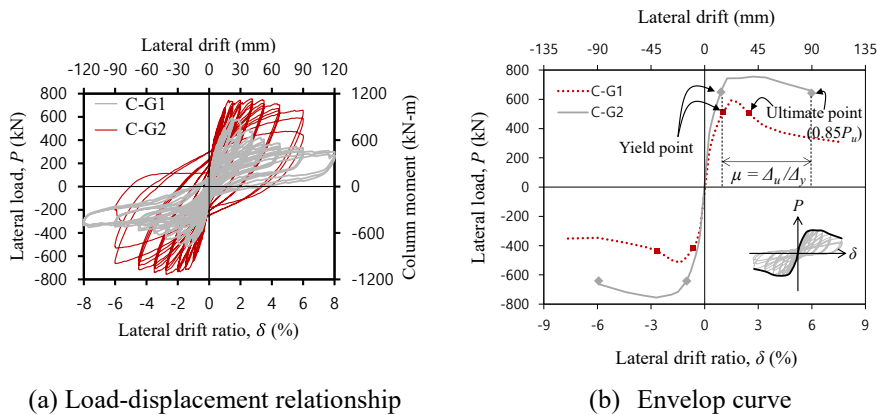 Lateral drift (mm)
-120 -90 -60 -30 0 30 60 90 120
800 600 400 200 0 -200 -400 -600 -800
Lateral load, P (kN)
C-G1
C-G2
1200 600 0 -600 -1200
Column moment (kN-m)
-8 -6 -4 -2 0 2 4 6 8
Lateral drift ratio, δ (%)
(a) Load-displacement relationship
Lateral drift (mm)
-135 -90 -45 0 45 90 135
800 600 400 200 0 -200 -400 -600 -800
Lateral load, P (kN)
C-G1
C-G2
Yield point
Ultimate point
(0.85Pu)
μ = Δu/Δy
P
δ
-9 -6 -3 0 3 6 9
Lateral drift ratio, δ (%)
(b) Envelop curve